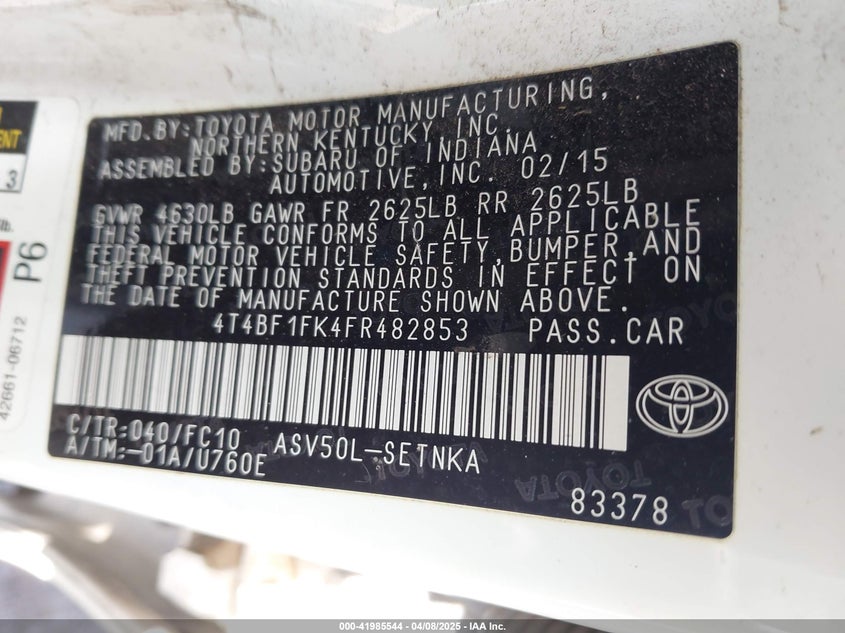 MFD.BY:TOYOTA MOTOR MANUFACTURING,
NORTHERN KENTUCKY, INC.
ASSEMBLED BY:SUBARU OF INDIANA
AUTOMOTIVE,INC. 02/15
GVWR 4630LB GAWR FR 2625LB RR 2625LB
THIS VEHICLE CONFORMS TO ALL APPLICABLE
FEDERAL MOTOR VEHICLE SAFETY,BUMPER,AND
THEFT PREVENTION STANDARDS IN EFFECT ON
THE DATE OF MANUFACTURE SHOWN ABOVE.
4T4BF1FK4FR482853 PASS.CAR
C/TR:040/FC10 ASV50L-SETNKA
A/TM:-01A/U760E
83378
TOYOTA
P6
42661-06712
3
lb.
000-41985544 | 04/08/2025 - IAA Inc.